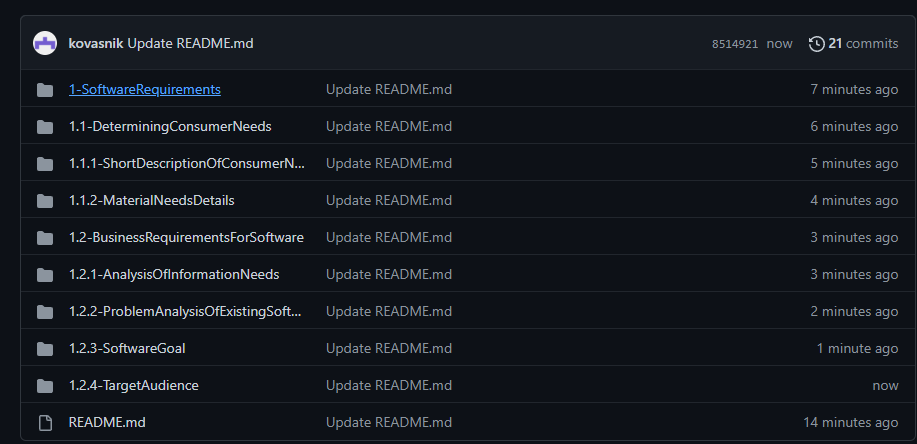 kovasnik Update README.md 8514921 now 21 commits
1-SoftwareRequirements Update README.md 7 minutes ago
1.1-DeterminingConsumerNeeds Update README.md 6 minutes ago
1.1.1-ShortDescriptionOfConsumerN... Update README.md 5 minutes ago
1.1.2-MaterialNeedsDetails Update README.md 4 minutes ago
1.2-BusinessRequirementsForSoftware Update README.md 3 minutes ago
1.2.1-AnalysisOfInformationNeeds Update README.md 3 minutes ago
1.2.2-ProblemAnalysisOfExistingSoft... Update README.md 2 minutes ago
1.2.3-SoftwareGoal Update README.md 1 minute ago
1.2.4-TargetAudience Update README.md now
README.md Update README.md 14 minutes ago